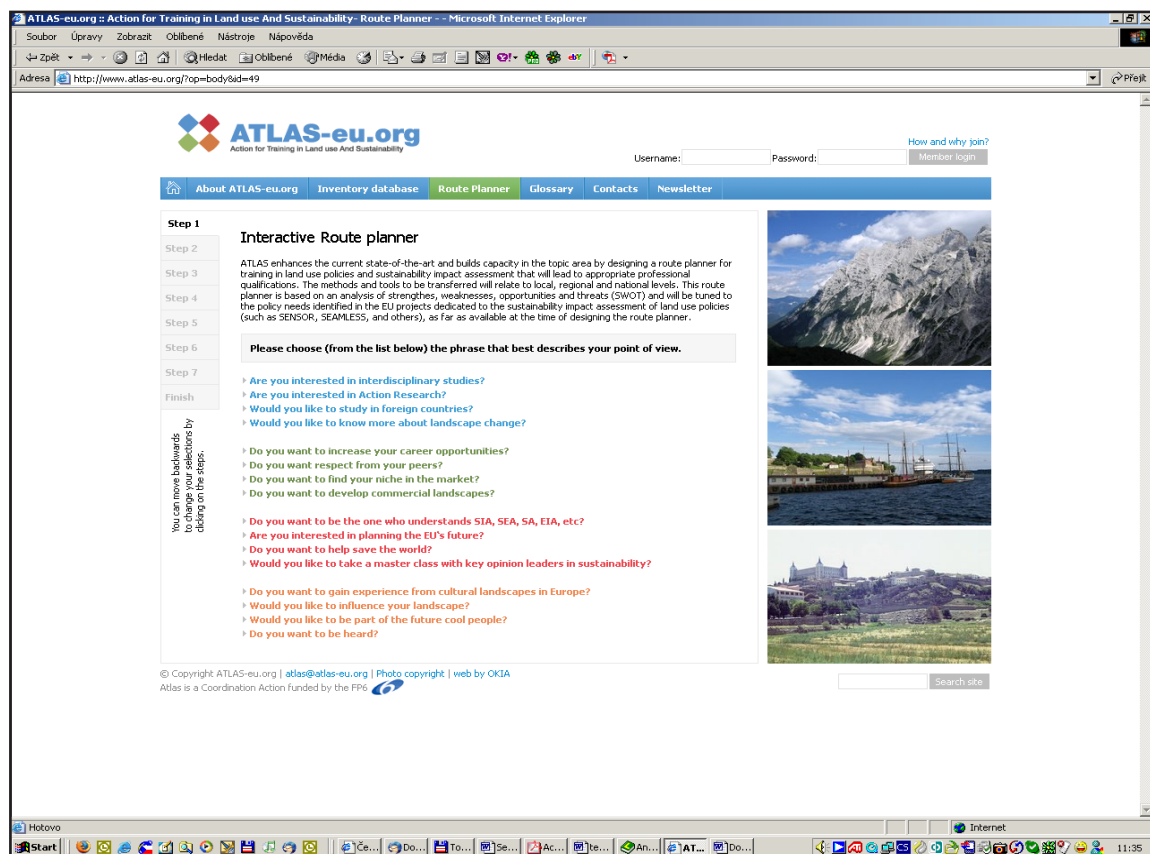 ATLAS-eu.org :: Action for Training in Land use And Sustainability- Route Planner - - Microsoft Internet Explorer
Soubor Úpravy Zobrazit Oblíbené Nástroje Nápověda
Zpět Hledat Oblíbené Média
Adresa http://www.atlas-eu.org/?op=body&id=49 Přejít
ATLAS-eu.org
Action for Training in Land use And Sustainability
How and why join?
Username: Password: Member login
About ATLAS-eu.org Inventory database Route Planner Glossary Contacts Newsletter
Step 1
Step 2
Step 3
Step 4
Step 5
Step 6
Step 7
Finish
You can move backwards
to change your selections by
clicking on the steps.
Interactive Route planner
ATLAS enhances the current state-of-the-art and builds capacity in the topic area by designing a route planner for
training in land use policies and sustainability impact assessment that will lead to appropriate professional
qualifications. The methods and tools to be transferred will relate to local, regional and national levels. This route
planner is based on an analysis of strengthes, weaknesses, opportunities and threats (SWOT) and will be tuned to
the policy needs identified in the EU projects dedicated to the sustainability impact assessment of land use policies
(such as SENSOR, SEAMLESS, and others), as far as available at the time of designing the route planner.
Please choose (from the list below) the phrase that best describes your point of view.
Are you interested in interdisciplinary studies?
Are you interested in Action Research?
Would you like to study in foreign countries?
Would you like to know more about landscape change?
Do you want to increase your career opportunities?
Do you want respect from your peers?
Do you want to find your niche in the market?
Do you want to develop commercial landscapes?
Do you want to be the one who understands SIA, SEA, SA, EIA, etc?
Are you interested in planning the EU's future?
Do you want to help save the world?
Would you like to take a master class with key opinion leaders in sustainability?
Do you want to gain experience from cultural landscapes in Europe?
Would you like to influence your landscape?
Would you like to be part of the future cool people?
Do you want to be heard?
© Copyright ATLAS-eu.org | atlas@atlas-eu.org | Photo copyright | web by OKIA
Atlas is a Coordination Action funded by the FP6
Search site
Hotovo Internet
Start Če... Do... To... Se... Ac... te... An... AT... Do... 11:35